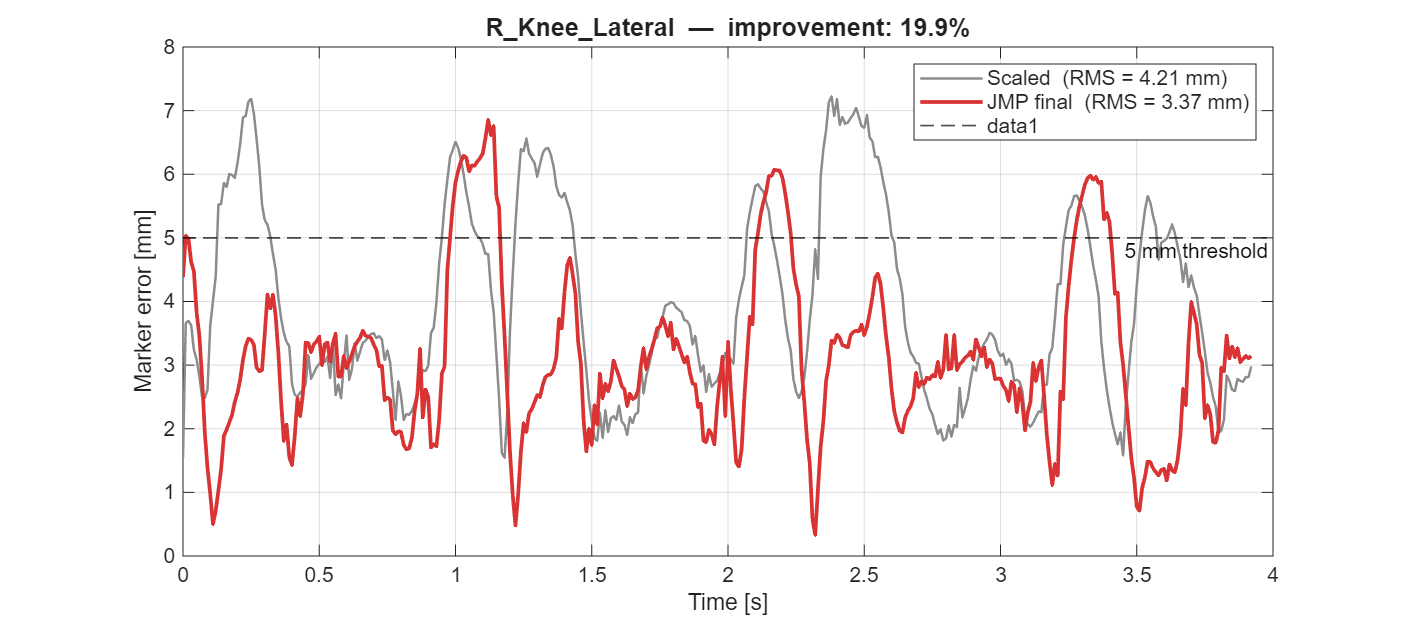 R_Knee_Lateral — improvement: 19.9%
8
7
6
5
4
3
2
1
0
Marker error [mm]
Scaled (RMS = 4.21 mm)
JMP final (RMS = 3.37 mm)
data1
5 mm threshold
0 0.5 1 1.5 2 2.5 3 3.5 4
Time [s]